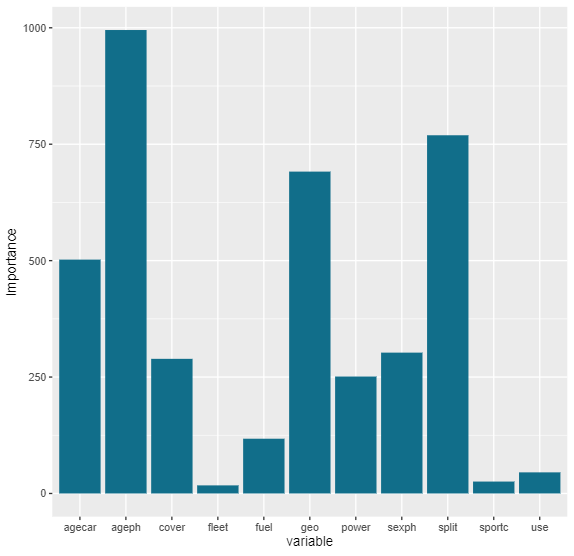 1000
750
500
250
0
Importance
agecar ageph cover fleet fuel geo power sexph split sportc use
variable